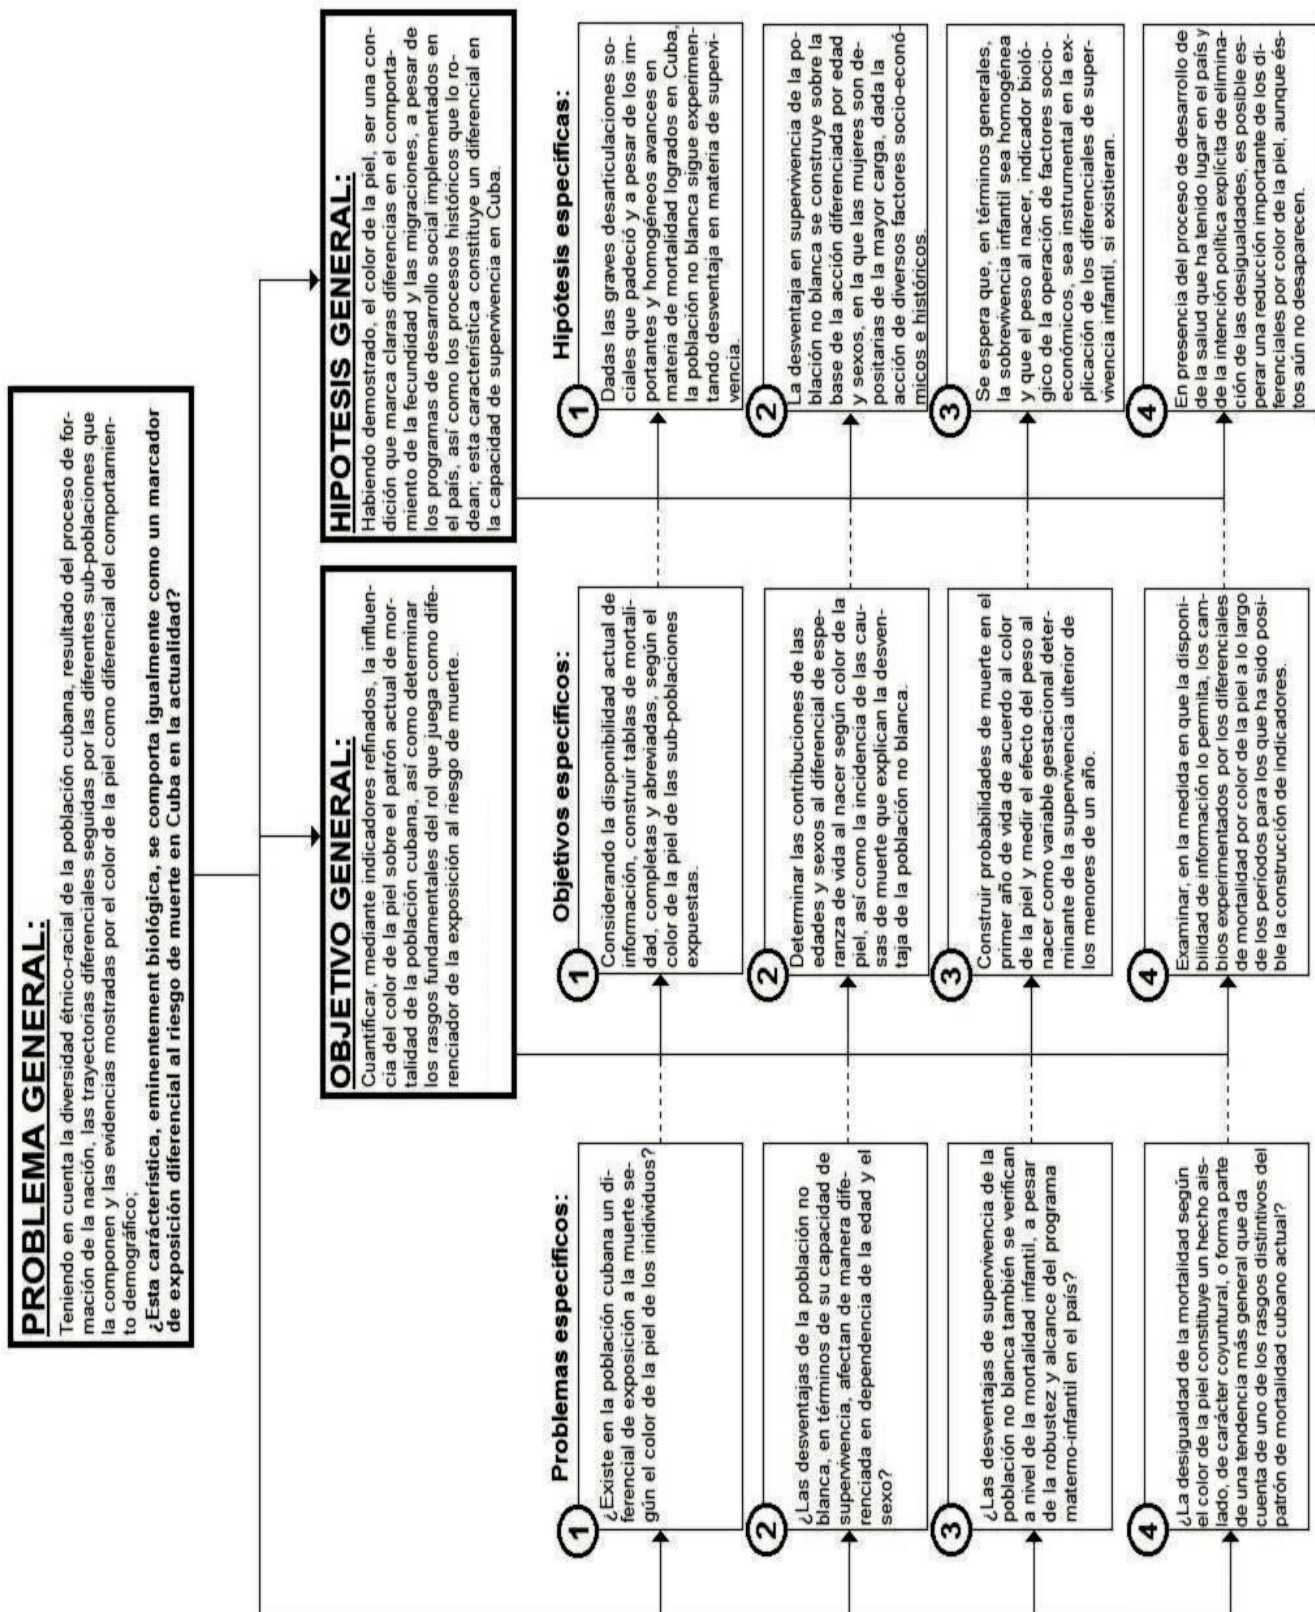 PROBLEMA GENERAL:
Teniendo en cuenta la diversidad étnico-racial de la población cubana, resultado del proceso de for-
mación de la nación, las trayectorias diferenciales seguidas por las diferentes sub-poblaciones que
la componen y las evidencias mostradas por el color de la piel como diferencial del comportamien-
to demográfico;
¿Esta carácterística, eminentemente biológica, se comporta igualmente como un marcador
de exposición diferencial al riesgo de muerte en Cuba en la actualidad?
OBJETIVO GENERAL:
Cuantificar, mediante indicadores refinados, la influen-
cia del color de la piel sobre el patrón actual de mor-
talidad de la población cubana, así como determinar
los rasgos fundamentales del rol que juega como dife-
renciador de la exposición al riesgo de muerte.
HIPOTESIS GENERAL:
Habiendo demostrado, el color de la piel, ser una con-
dición que marca claras diferencias en el comporta-
miento de la fecundidad y las migraciones, a pesar de
los programas de desarrollo social implementados en
el país, así como los procesos históricos que lo ro-
dean; esta característica constituye un diferencial en
la capacidad de supervivencia en Cuba.
Problemas específicos:
1
¿Existe en la población cubana un di-
ferencial de exposición a la muerte se-
gún el color de la piel de los inidividuos?
2
¿Las desventajas de la población no
blanca, en términos de su capacidad de
supervivencia, afectan de manera dife-
renciada en dependencia de la edad y el
sexo?
3
¿Las desventajas de supervivencia de la
población no blanca también se verifican
a nivel de la mortalidad infantil, a pesar
de la robustez y alcance del programa
materno-infantil en el país?
4
¿La desigualdad de la mortalidad según
el color de la piel constituye un hecho ais-
lado, de carácter coyuntural, o forma parte
de una tendencia más general que da
cuenta de uno de los rasgos distintivos del
patrón de mortalidad cubano actual?
Objetivos específicos:
1
Considerando la disponibilidad actual de
información, construir tablas de mortali-
dad, completas y abreviadas, según el
color de la piel de las sub-poblaciones
expuestas.
2
Determinar las contribuciones de las
edades y sexos al diferencial de espe-
ranza de vida al nacer según color de la
piel, así como la incidencia de las cau-
sas de muerte que explican la desven-
taja de la población no blanca.
3
Construir probabilidades de muerte en el
primer año de vida de acuerdo al color
de la piel y medir el efecto del peso al
nacer como variable gestacional deter-
minante de la supervivencia ulterior de
los menores de un año.
4
Examinar, en la medida en que la disponi-
bilidad de información lo permita, los cam-
bios experimentados por los diferenciales
de mortalidad por color de la piel a lo largo
de los períodos para los que ha sido posi-
ble la construcción de indicadores.
Hipótesis específicas:
1
Dadas las graves desarticulaciones so-
ciales que padeció y a pesar de los im-
portantes y homogéneos avances en
materia de mortalidad logrados en Cuba,
la población no blanca sigue experimen-
tando desventaja en materia de supervi-
vencia.
2
La desventaja en supervivencia de la po-
blación no blanca se construye sobre la
base de la acción diferenciada por edad
y sexos, en la que las mujeres son de-
positarias de la mayor carga, dada la
acción de diversos factores socio-econó-
micos e históricos.
3
Se espera que, en términos generales,
la sobrevivencia infantil sea homogénea
y que el peso al nacer, indicador bioló-
gico de la operación de factores socio-
económicos, sea instrumental en la ex-
plicación de los diferenciales de super-
vivencia infantil, si existieran.
4
En presencia del proceso de desarrollo de
de la salud que ha tenido lugar en el país y
de la intención política explícita de elimina-
ción de las desigualdades, es posible es-
perar una reducción importante de los di-
ferenciales por color de la piel, aunque és-
tos aún no desaparecen.